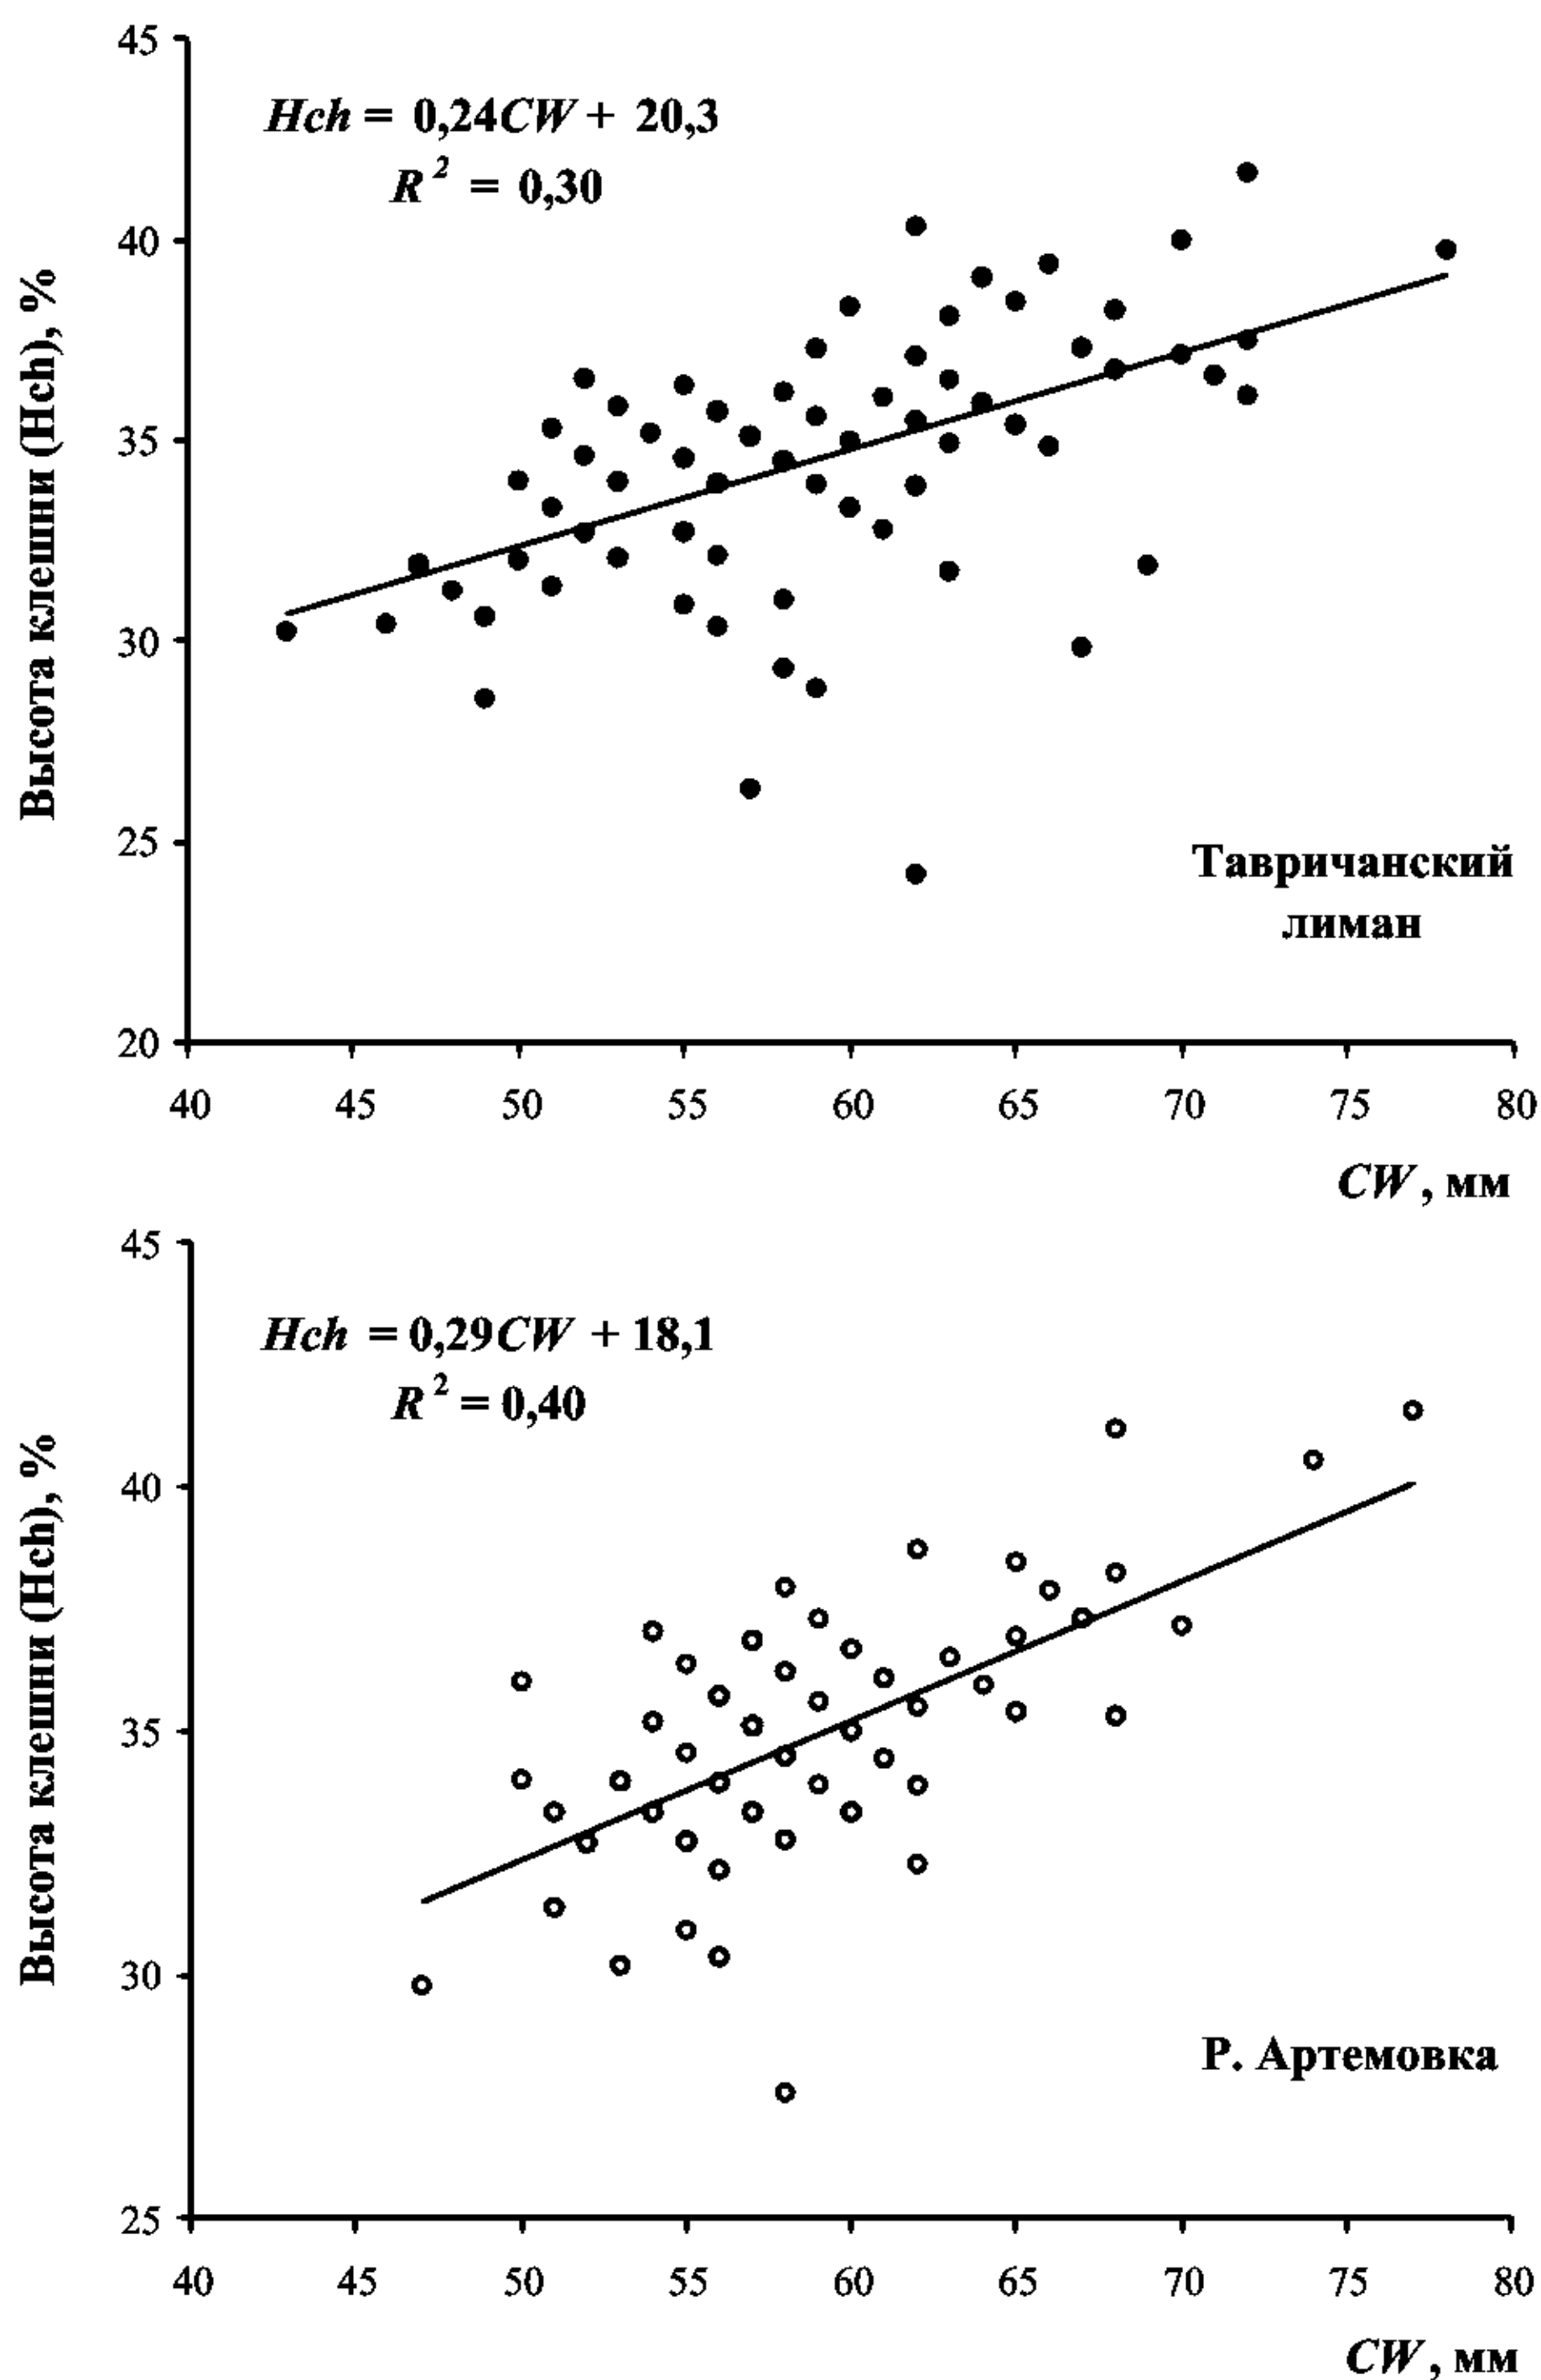 45
Hch = 0,24CW + 20,3
R² = 0,30
40
35
30
25
20
Высота клешни (Hch), %
Тавричанский
лиман
40 45 50 55 60 65 70 75 80
CW, мм
45
Hch = 0,29CW + 18,1
R² = 0,40
40
35
30
25
Высота клешни (Hch), %
Р. Артемовка
40 45 50 55 60 65 70 75 80
CW, мм